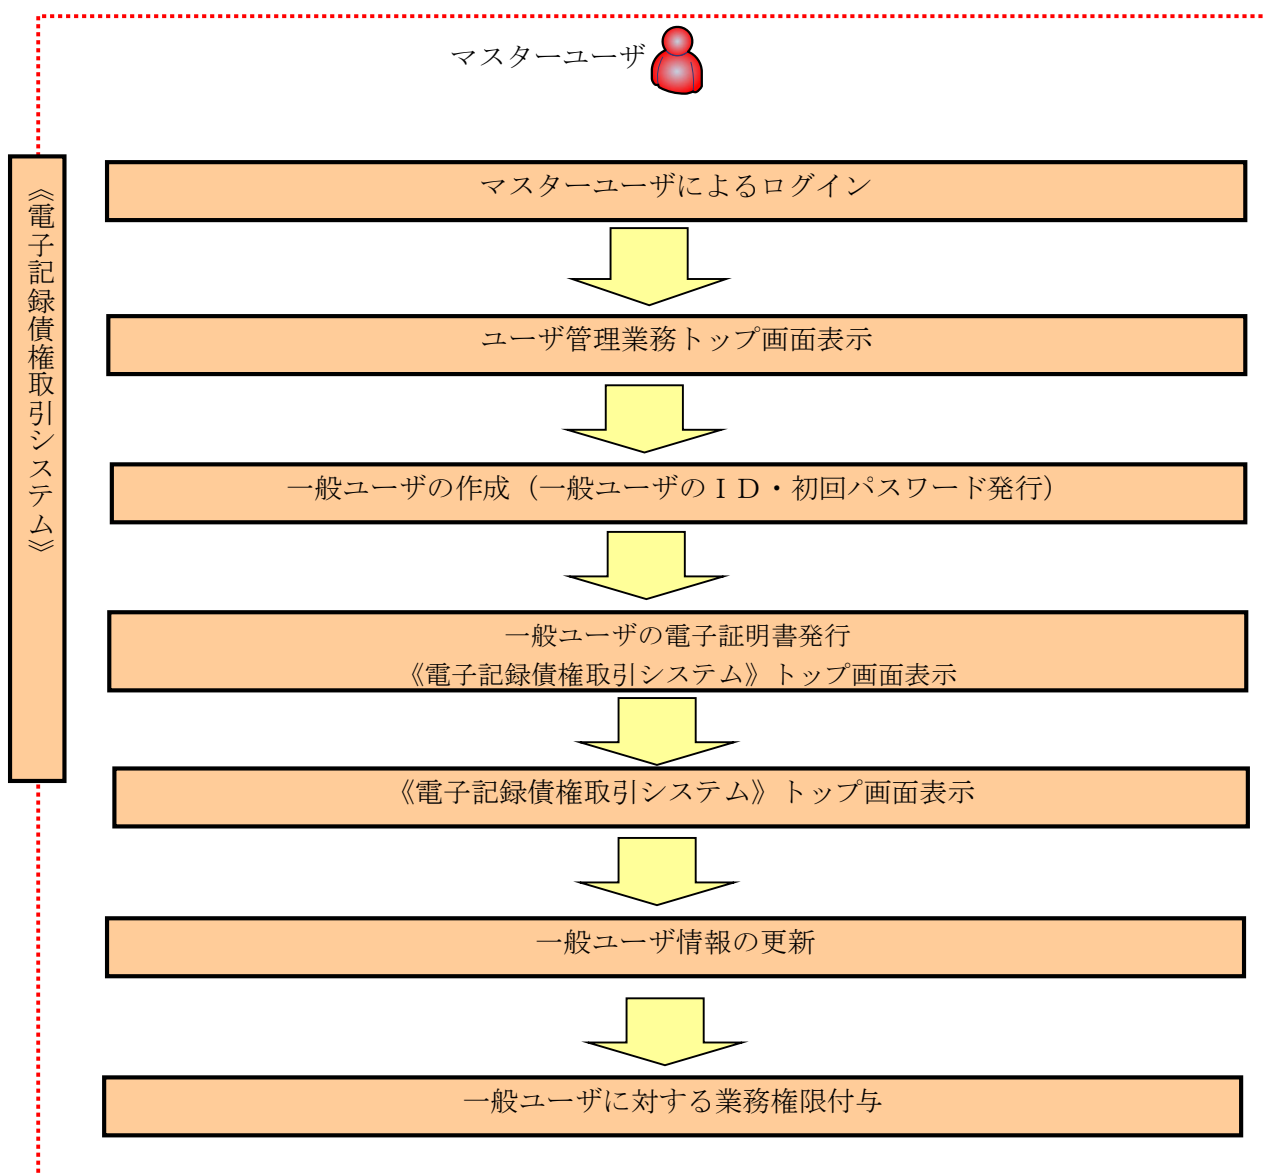 マスターユーザ
《電子記録債権取引システム》
マスターユーザによるログイン
ユーザ管理業務トップ画面表示
一般ユーザの作成（一般ユーザのＩＤ・初回パスワード発行）
一般ユーザの電子証明書発行
《電子記録債権取引システム》トップ画面表示
《電子記録債権取引システム》トップ画面表示
一般ユーザ情報の更新
一般ユーザに対する業務権限付与